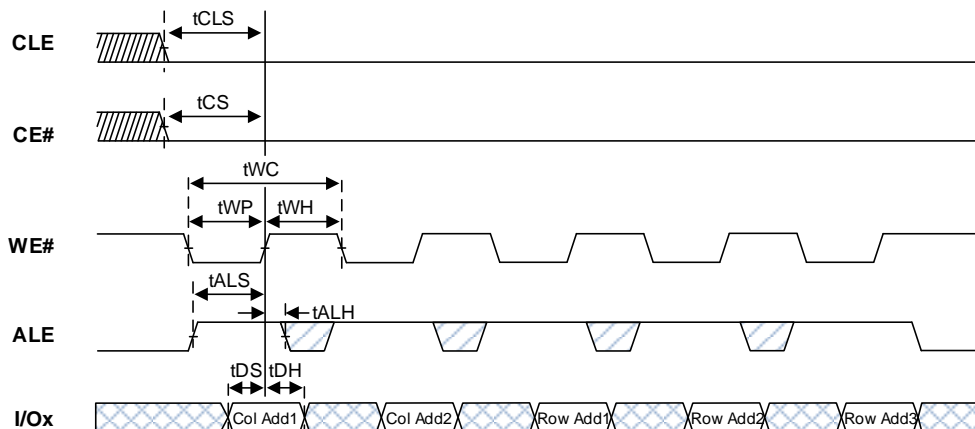 tCLS
CLE
tCS
CE#
tWC
tWP tWH
WE#
tALS
tALH
ALE
tDS tDH
I/Ox Col Add1 Col Add2 Row Add1 Row Add2 Row Add3